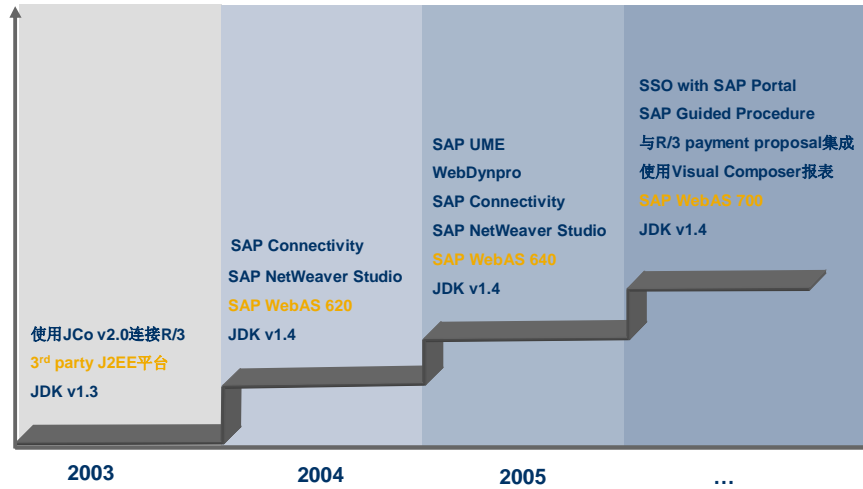 使用JCo v2.0连接R/3
3rd party J2EE平台
JDK v1.3
SAP Connectivity
SAP NetWeaver Studio
SAP WebAS 620
JDK v1.4
SAP UME
WebDynpro
SAP Connectivity
SAP NetWeaver Studio
SAP WebAS 640
JDK v1.4
SSO with SAP Portal
SAP Guided Procedure
与R/3 payment proposal集成
使用Visual Composer报表
SAP WebAS 700
JDK v1.4
2003
2004
2005
…